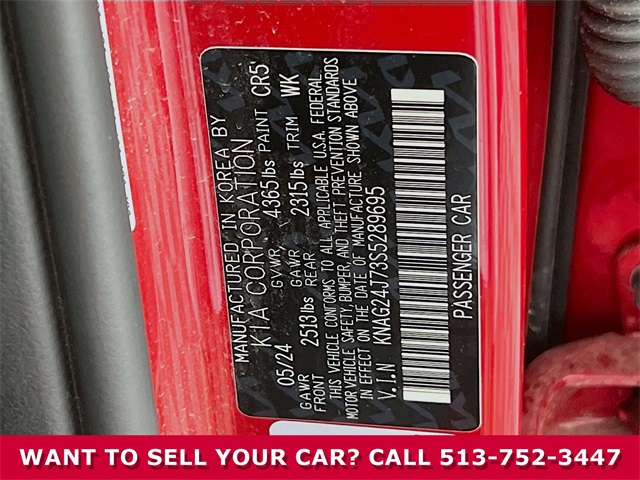 MANUFACTURED IN KOREA BY
KIA CORPORATION
05/24 GVWR 4365lbs PAINT CR5
GAWR FRONT 2513lbs GAWR REAR 2315lbs TRIM WK
THIS VEHICLE CONFORMS TO ALL APPLICABLE U.S.A. FEDERAL
MOTOR VEHICLE SAFETY, BUMPER, AND THEFT PREVENTION STANDARDS
IN EFFECT ON THE DATE OF MANUFACTURE SHOWN ABOVE
V.I.N KNAG24J73S5289695
PASSENGER CAR
WANT TO SELL YOUR CAR? CALL 513-752-3447